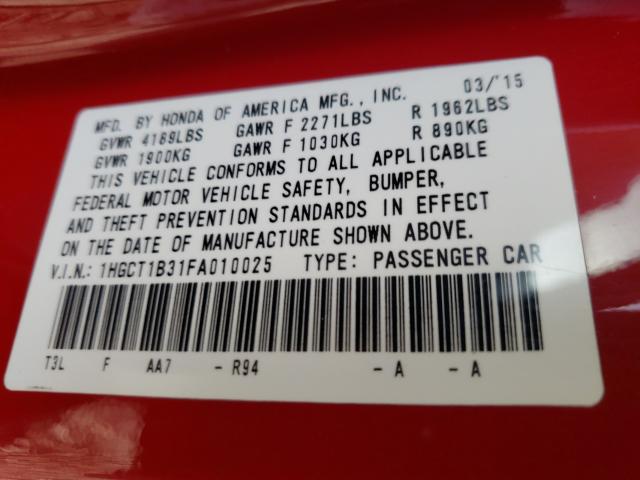 MFD. BY HONDA OF AMERICA MFG., INC. 03/'15
GVWR 4189LBS GAWR F 2271LBS R 1962LBS
GVWR 1900KG GAWR F 1030KG R 890KG
THIS VEHICLE CONFORMS TO ALL APPLICABLE
FEDERAL MOTOR VEHICLE SAFETY, BUMPER,
AND THEFT PREVENTION STANDARDS IN EFFECT
ON THE DATE OF MANUFACTURE SHOWN ABOVE.
V.I.N.: 1HGCT1B31FA010025 TYPE: PASSENGER CAR
T3L F AA7 - R94 - A - A